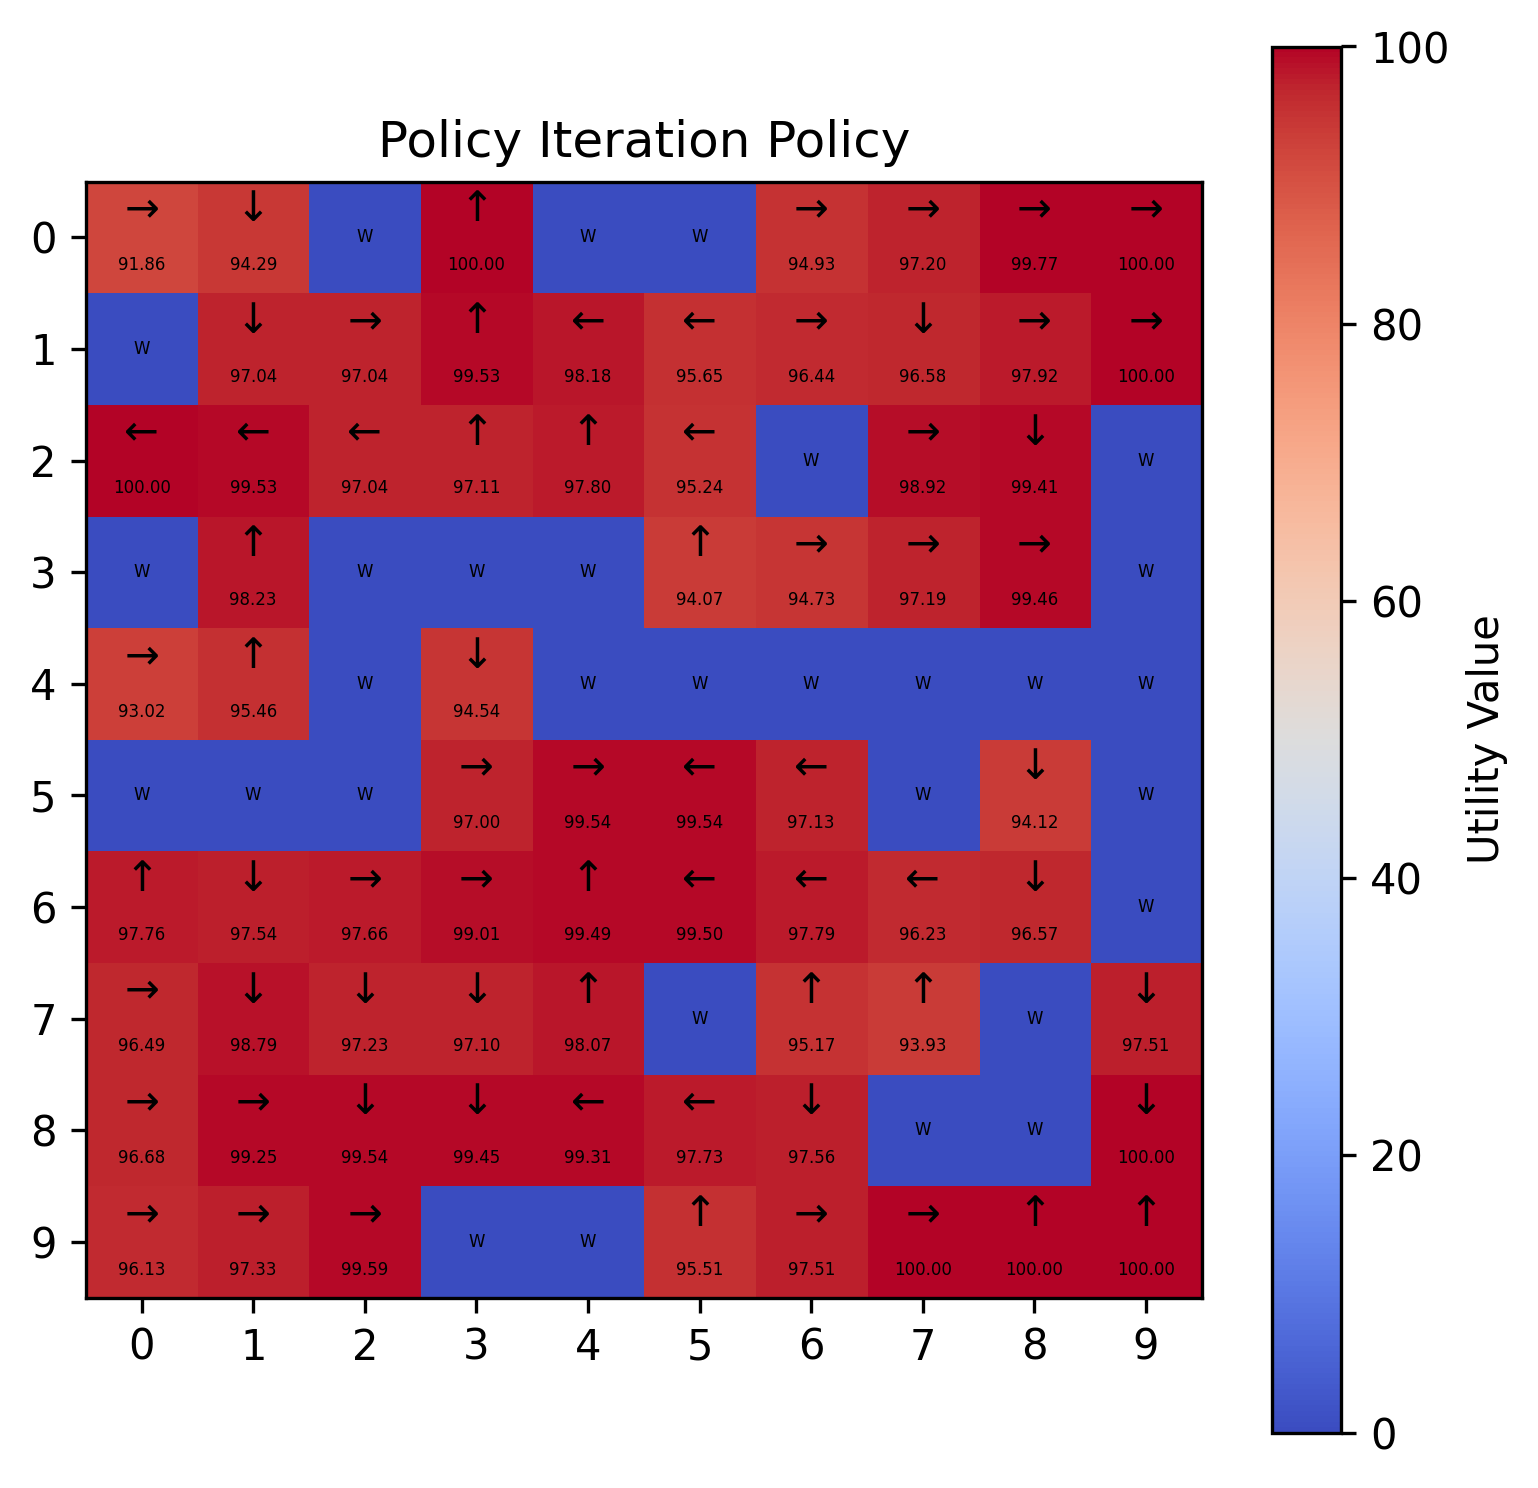 Policy Iteration Policy
0 → ↓ W ↑ W W → → → →
91.86 94.29 100.00 94.93 97.20 99.77 100.00
1 W ↓ → ↑ ← ← → ↓ → →
97.04 97.04 99.53 98.18 95.65 96.44 96.58 97.92 100.00
2 ← ← ← ↑ ↑ ← W → ↓ W
100.00 99.53 97.04 97.11 97.80 95.24 98.92 99.41
3 W ↑ W W W ↑ → → → W
98.23 94.07 94.73 97.19 99.46
4 → ↑ W ↓ W W W W W W
93.02 95.46 94.54
5 W W W → → ← ← W ↓ W
97.00 99.54 99.54 97.13 94.12
6 ↑ ↓ → → ↑ ← ← ← ↓ W
97.76 97.54 97.66 99.01 99.49 99.50 97.79 96.23 96.57
7 → ↓ ↓ ↓ ↑ W ↑ ↑ W ↓
96.49 98.79 97.23 97.10 98.07 95.17 93.93 97.51
8 → → ↓ ↓ ← ← ↓ W W ↓
96.68 99.25 99.54 99.45 99.31 97.73 97.56 100.00
9 → → → W W ↑ → → ↑ ↑
96.13 97.33 99.59 95.51 97.51 100.00 100.00 100.00
0 1 2 3 4 5 6 7 8 9
100
80
60
40
20
0
Utility Value